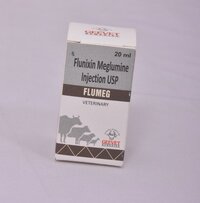 20 ml
Flunixin Meglumine
Injection USP
FLUMEG
VETERINARY